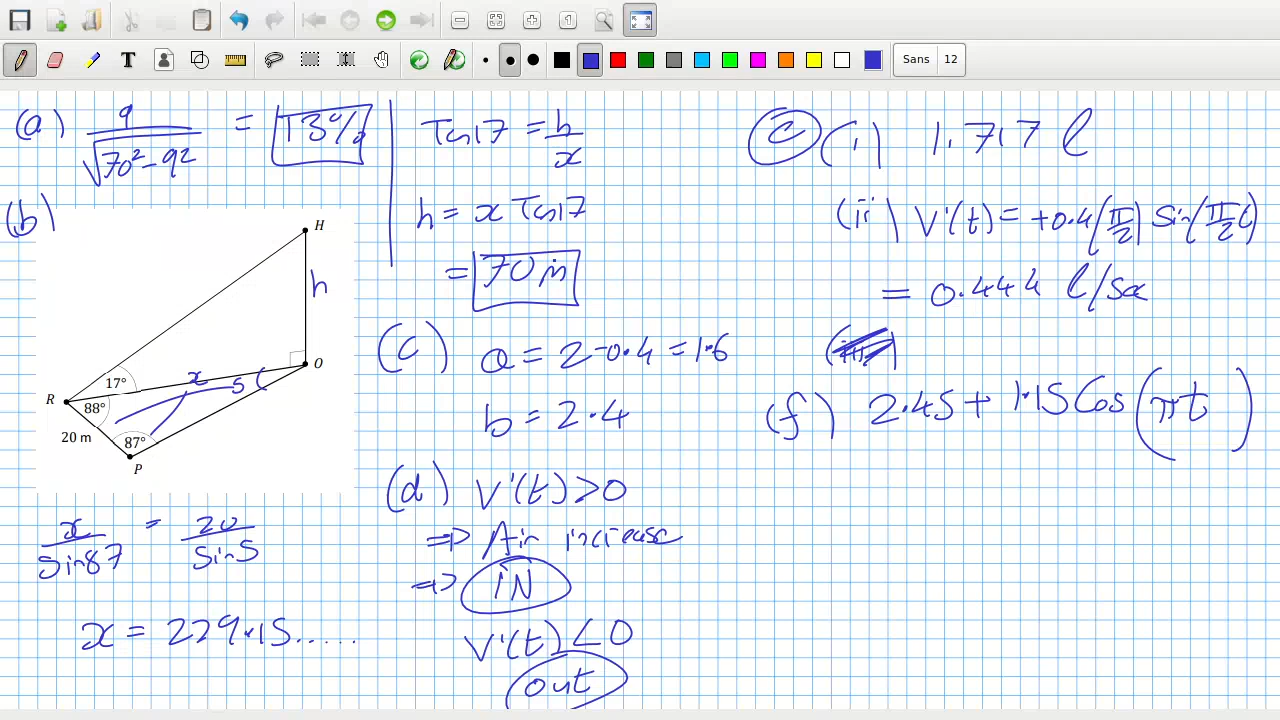 Sans 12
(a) 9 / √70² - 9² = 13%
(b)
H
h
O
17°
x
5
R
88°
20 m
87°
P
x / sin87 = 20 / sin5
x = 229.15......
Tan17 = h / x
h = x Tan17
= 70 m
(c) a = 2 - 0.4 = 1.6
b = 2.4
(d) V'(t) > 0
⇒ Air increase
⇒ iN
V'(t) < 0
out
(e) (i) 1.717 l
(ii) V'(t) = +0.4 (π/2) Sin(π/2 t)
= 0.444 l/sec
(iii)
(f) 2.45 + 1.15 Cos (πt )